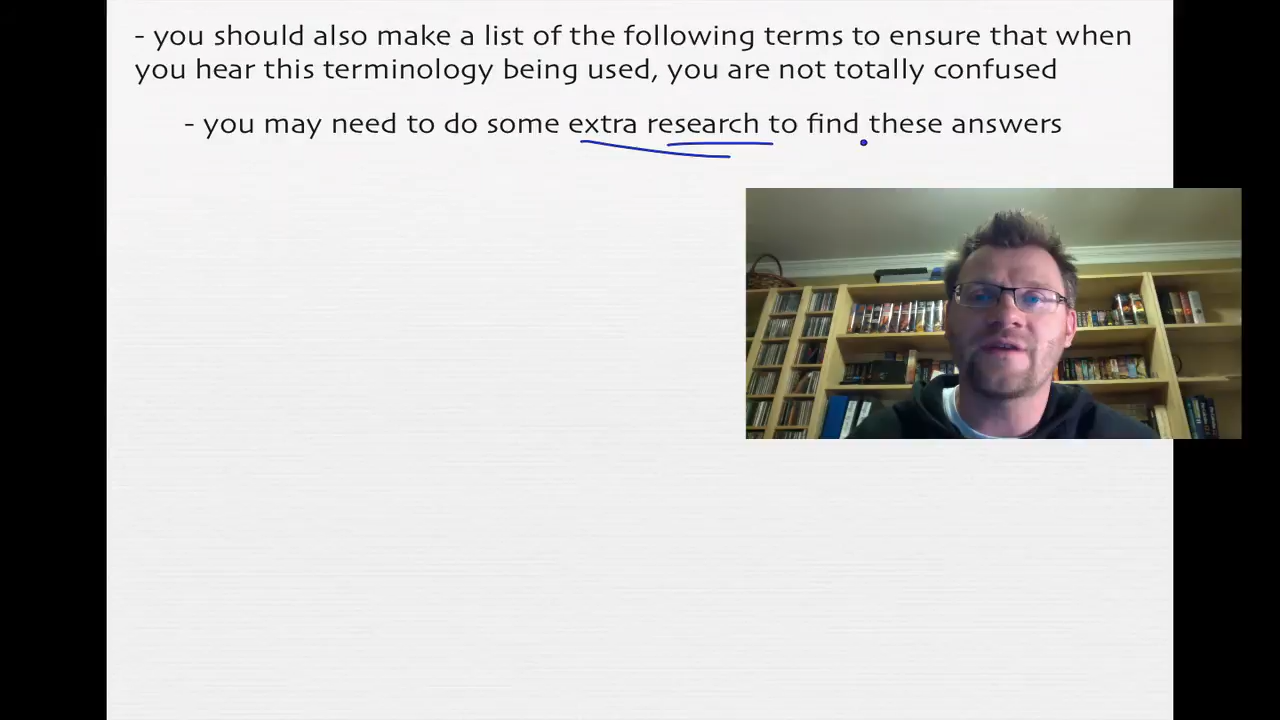 - you should also make a list of the following terms to ensure that when
you hear this terminology being used, you are not totally confused
- you may need to do some extra research to find these answers